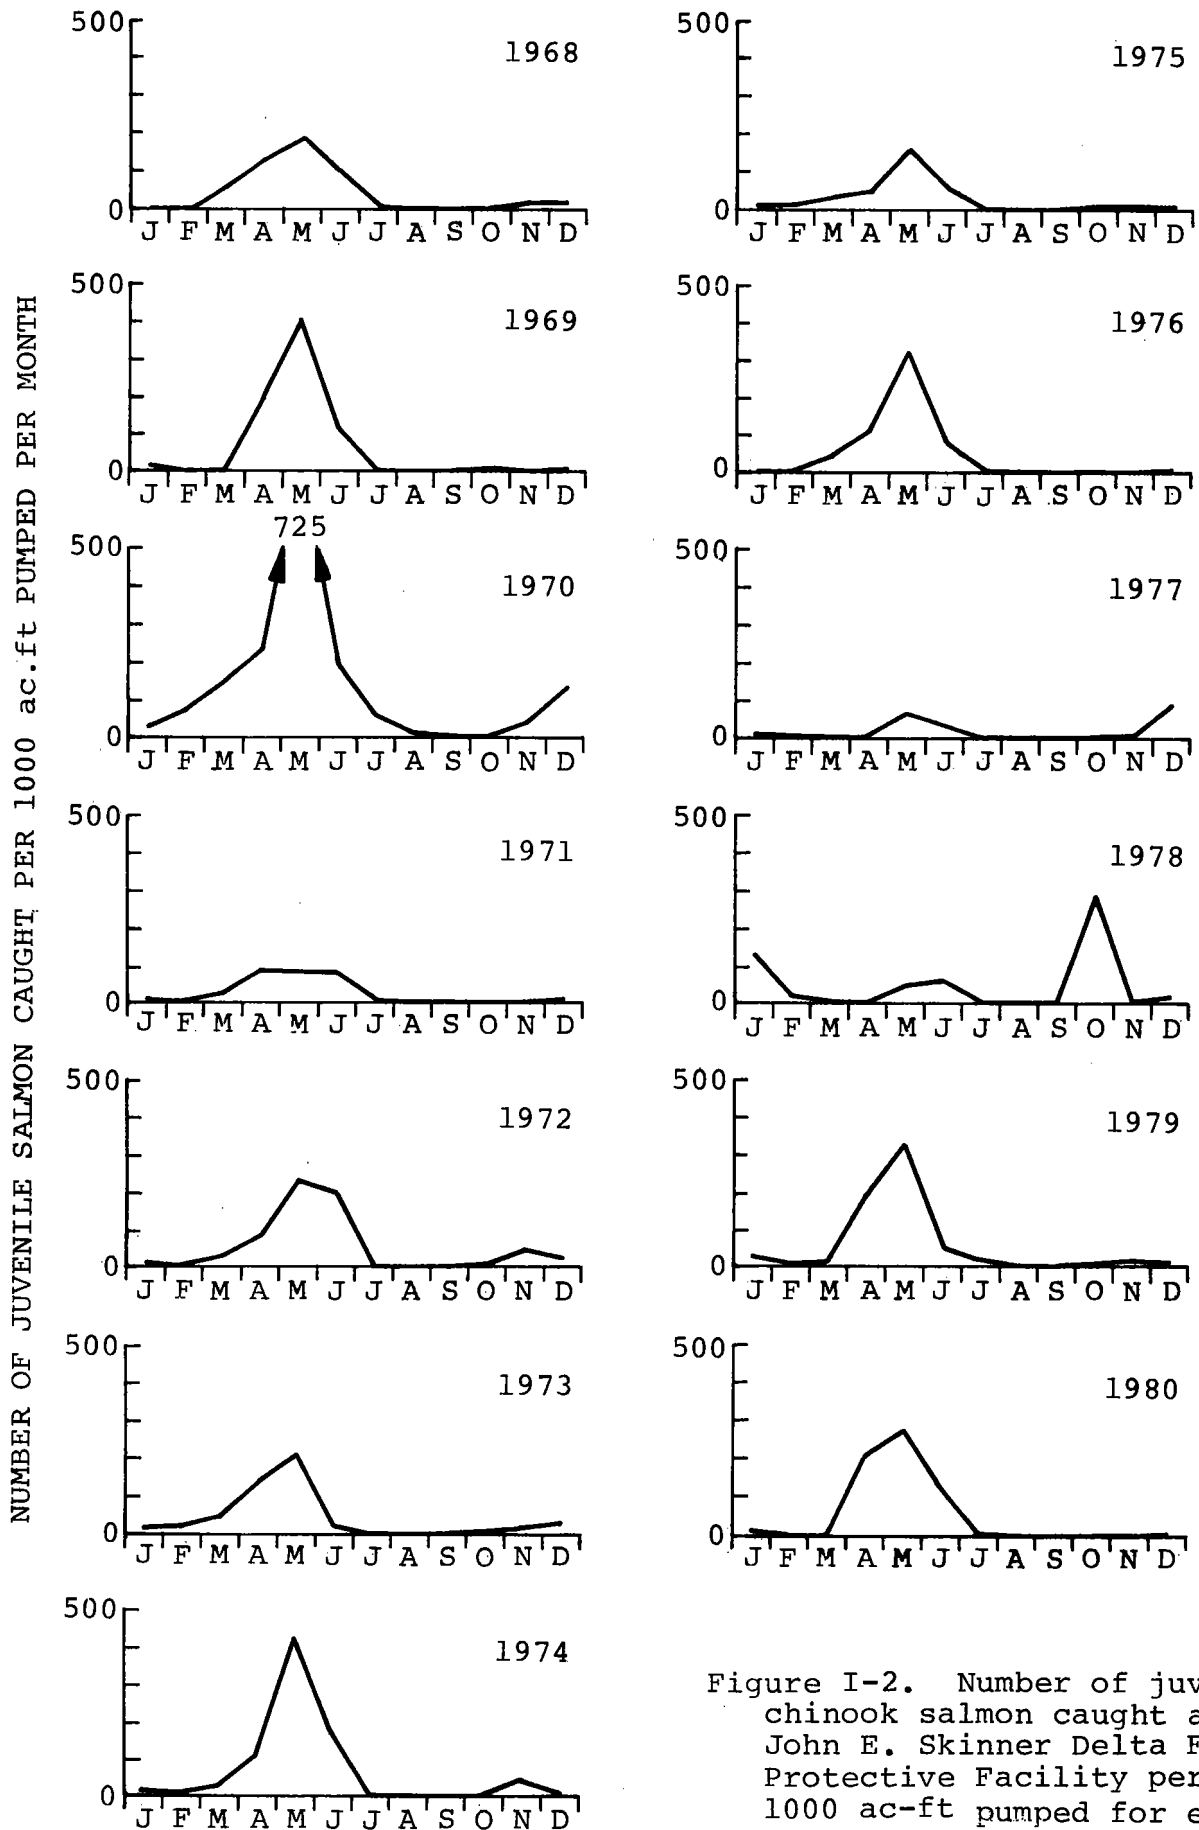 NUMBER OF JUVENILE SALMON CAUGHT PER 1000 ac.ft PUMPED PER MONTH
500
1968
0
J F M A M J J A S O N D
500
1969
0
J F M A M J J A S O N D
725
500
1970
0
J F M A M J J A S O N D
500
1971
0
J F M A M J J A S O N D
500
1972
0
J F M A M J J A S O N D
500
1973
0
J F M A M J J A S O N D
500
1974
0
J F M A M J J A S O N D
500
1975
0
J F M A M J J A S O N D
500
1976
0
J F M A M J J A S O N D
500
1977
0
J F M A M J J A S O N D
500
1978
0
J F M A M J J A S O N D
500
1979
0
J F M A M J J A S O N D
500
1980
0
J F M A M J J A S O N D
Figure I-2. Number of juv
chinook salmon caught a
John E. Skinner Delta F
Protective Facility per
1000 ac-ft pumped for e